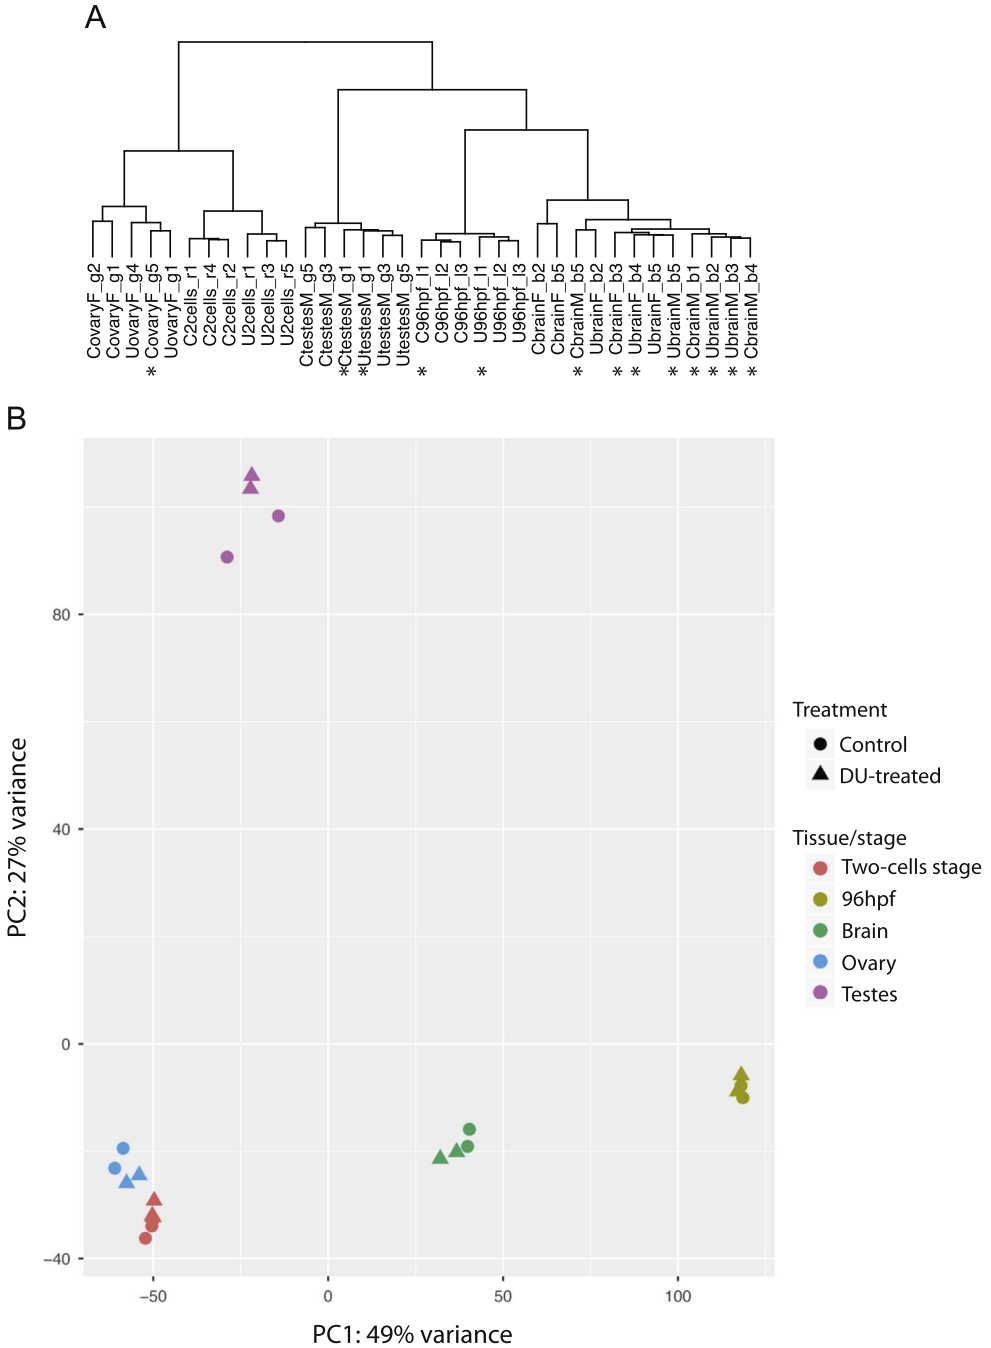 A
CovaryF_g2
CovaryF_g1
UovaryF_g4
* CovaryF_g5
UovaryF_g1
C2cells_r1
C2cells_r4
C2cells_r2
U2cells_r1
U2cells_r3
U2cells_r5
CtestesM_g5
CtestesM_g3
*CtestesM_g1
*UtestesM_g1
UtestesM_g3
UtestesM_g5
* C96hpf_l1
C96hpf_l2
C96hpf_l3
* U96hpf_l1
U96hpf_l2
U96hpf_l3
CbrainF_b2
CbrainF_b5
* CbrainM_b5
UbrainF_b2
* CbrainF_b3
* UbrainF_b4
UbrainF_b5
* UbrainM_b5
* CbrainM_b1
* UbrainM_b2
* UbrainM_b3
* CbrainM_b4
B
80
40
0
−40
−50
0
50
100
PC2: 27% variance
PC1: 49% variance
Treatment
Control
DU-treated
Tissue/stage
Two-cells stage
96hpf
Brain
Ovary
Testes